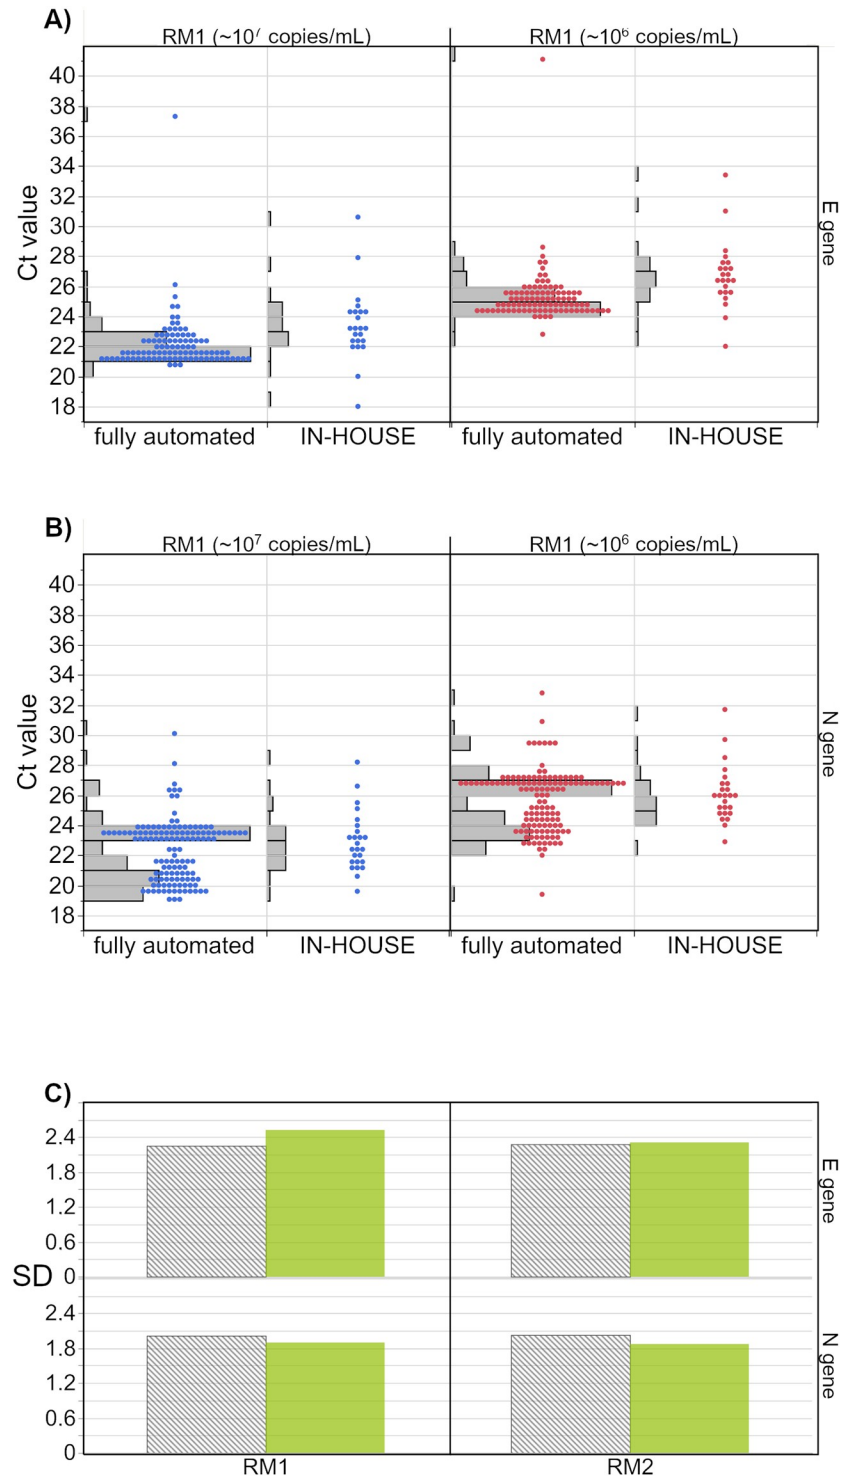 A)
RM1 (~10⁷ copies/mL) RM1 (~10⁶ copies/mL)
40
38
36
34
32
30
28
26
24
22
20
18
Ct value
E gene
fully automated IN-HOUSE fully automated IN-HOUSE
B)
RM1 (~10⁷ copies/mL) RM1 (~10⁶ copies/mL)
40
38
36
34
32
30
28
26
24
22
20
18
Ct value
N gene
fully automated IN-HOUSE fully automated IN-HOUSE
C)
2.4
1.8
1.2
0.6
0
E gene
SD
2.4
1.8
1.2
0.6
0
N gene
RM1 RM2